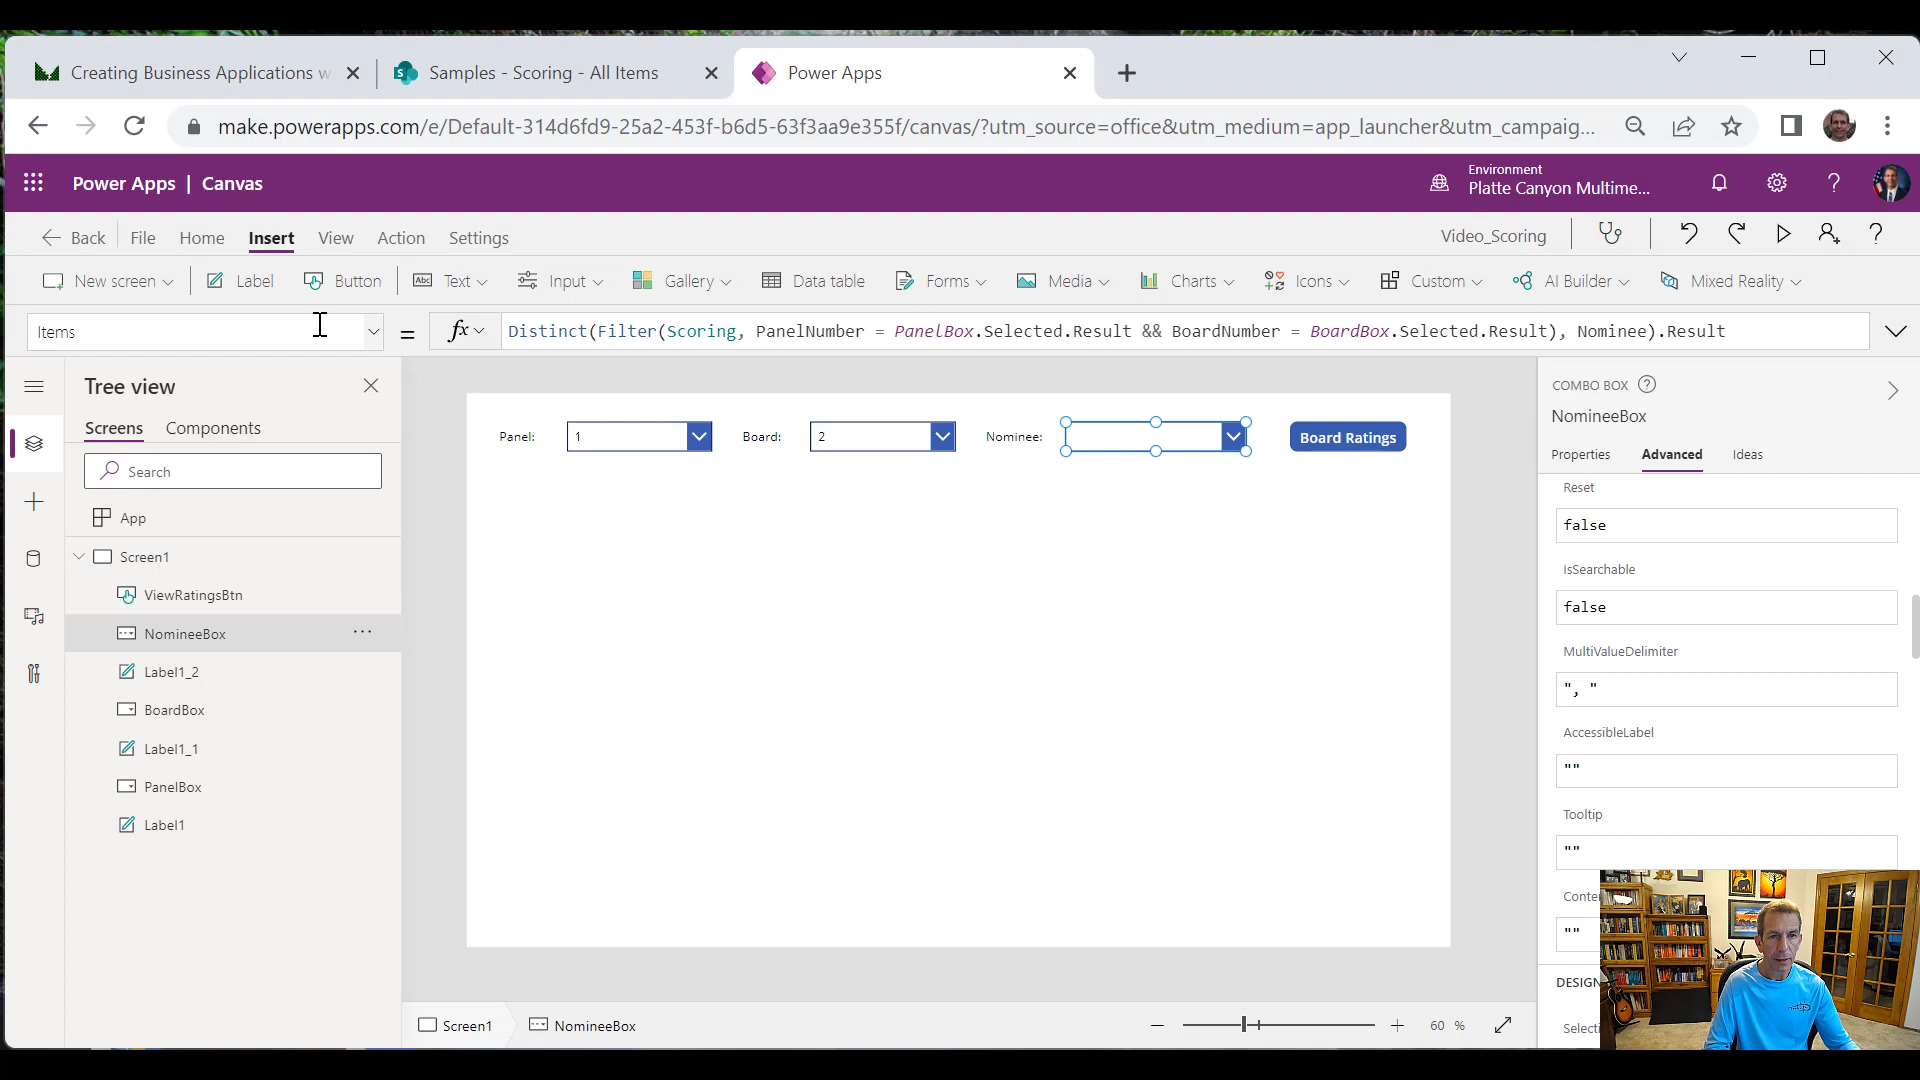 Creating Business Applications w
Samples - Scoring - All Items
Power Apps
make.powerapps.com/e/Default-314d6fd9-25a2-453f-b6d5-63f3aa9e355f/canvas/?utm_source=office&utm_medium=app_launcher&utm_campaig...
Power Apps | Canvas
Environment
Platte Canyon Multime...
Back
File
Home
Insert
View
Action
Settings
Video_Scoring
New screen
Label
Button
Abc Text
Input
Gallery
Data table
Forms
Media
Charts
Icons
Custom
AI Builder
Mixed Reality
Items
=
fx
Distinct(Filter(Scoring, PanelNumber = PanelBox.Selected.Result && BoardNumber = BoardBox.Selected.Result), Nominee).Result
Tree view
Screens
Components
Search
App
Screen1
ViewRatingsBtn
NomineeBox
Label1_2
BoardBox
Label1_1
PanelBox
Label1
Panel:
1
Board:
2
Nominee:
Board Ratings
COMBO BOX
NomineeBox
Properties
Advanced
Ideas
Reset
false
IsSearchable
false
MultiValueDelimiter
", "
AccessibleLabel
""
Tooltip
""
Conte
""
DESIGN
Selecti
Screen1
NomineeBox
60 %